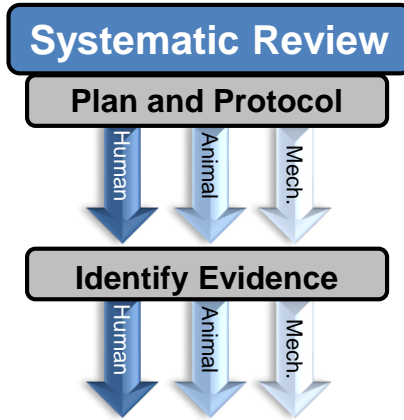 Systematic Review
Plan and Protocol
Human
Animal
Mech.
Identify Evidence
Human
Animal
Mech.